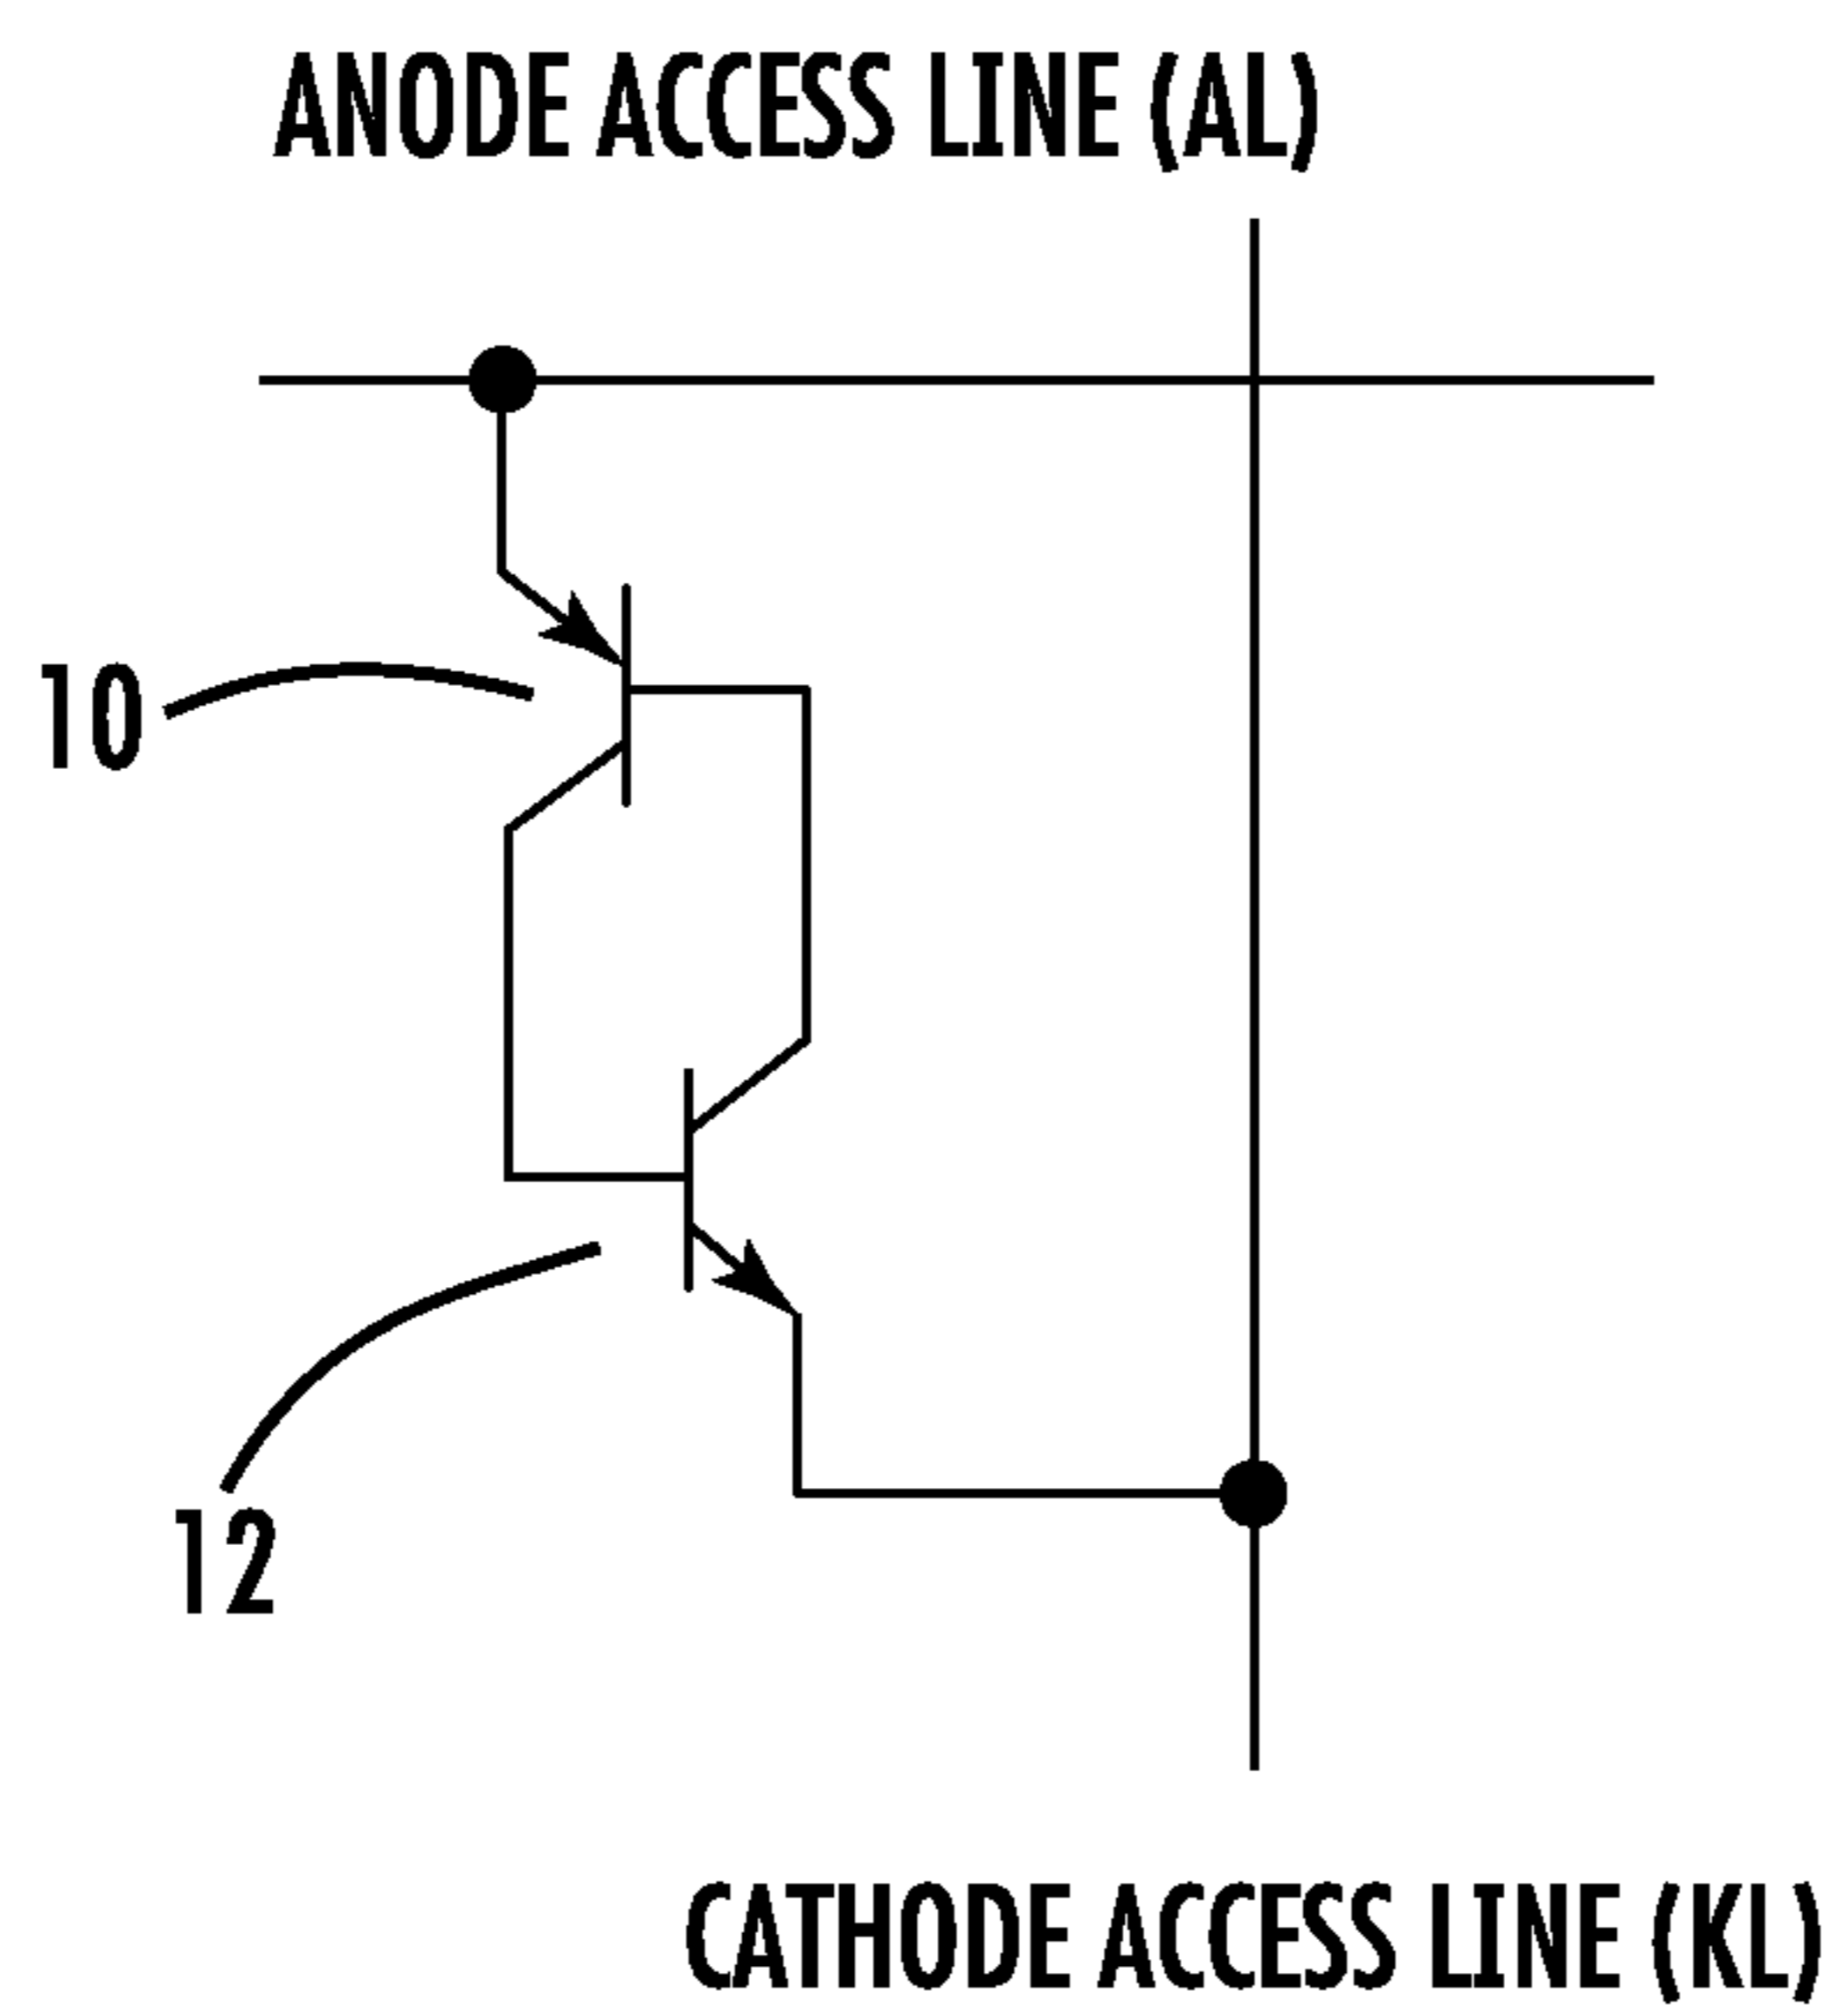 ANODE ACCESS LINE (AL)
10
12
CATHODE ACCESS LINE (KL)